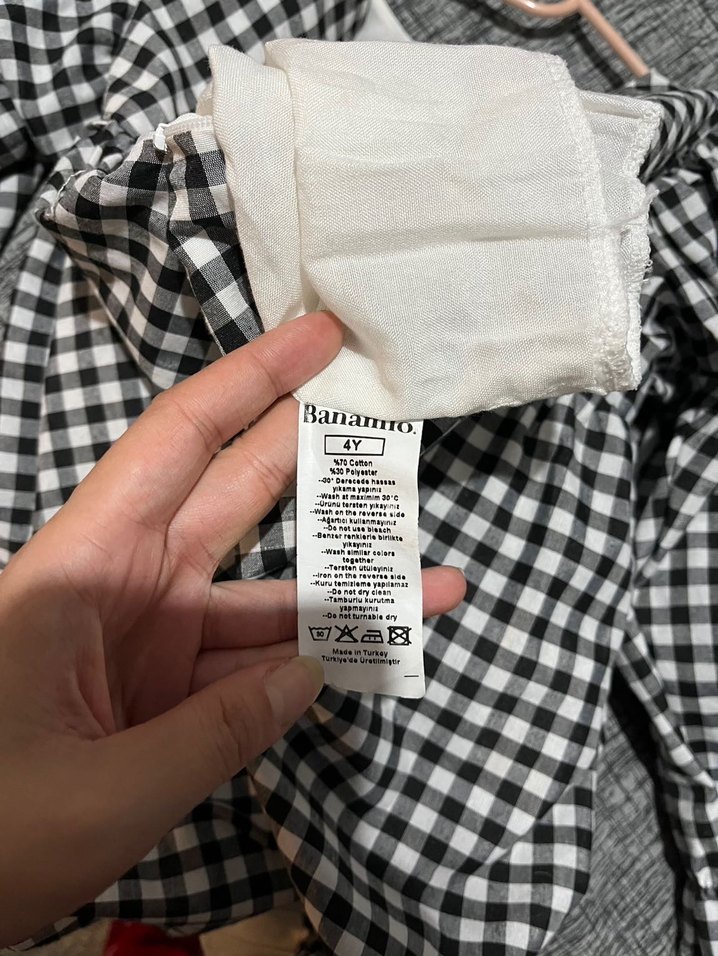 4Y
%70 Cotton
%30 Polyester
--30° Derecede hassas
yıkama yapınız
--Wash at maximim 30°C
--Ürünü tersten yıkayınız
--Wash on the reverse side
--Ağartıcı kullanmayınız
--Do not use bleach
--Benzer renklerle birlikte
yıkayınız
--Wash similar colors
together
--Tersten ütüleyiniz
--Iron on the reverse side
--Kuru temizleme yapılamaz
--Do not dry clean
--Tamburlu kurutma
yapmayınız
--Do not turnable dry
30
Made in Turkey
Türkiye'de Üretilmiştir